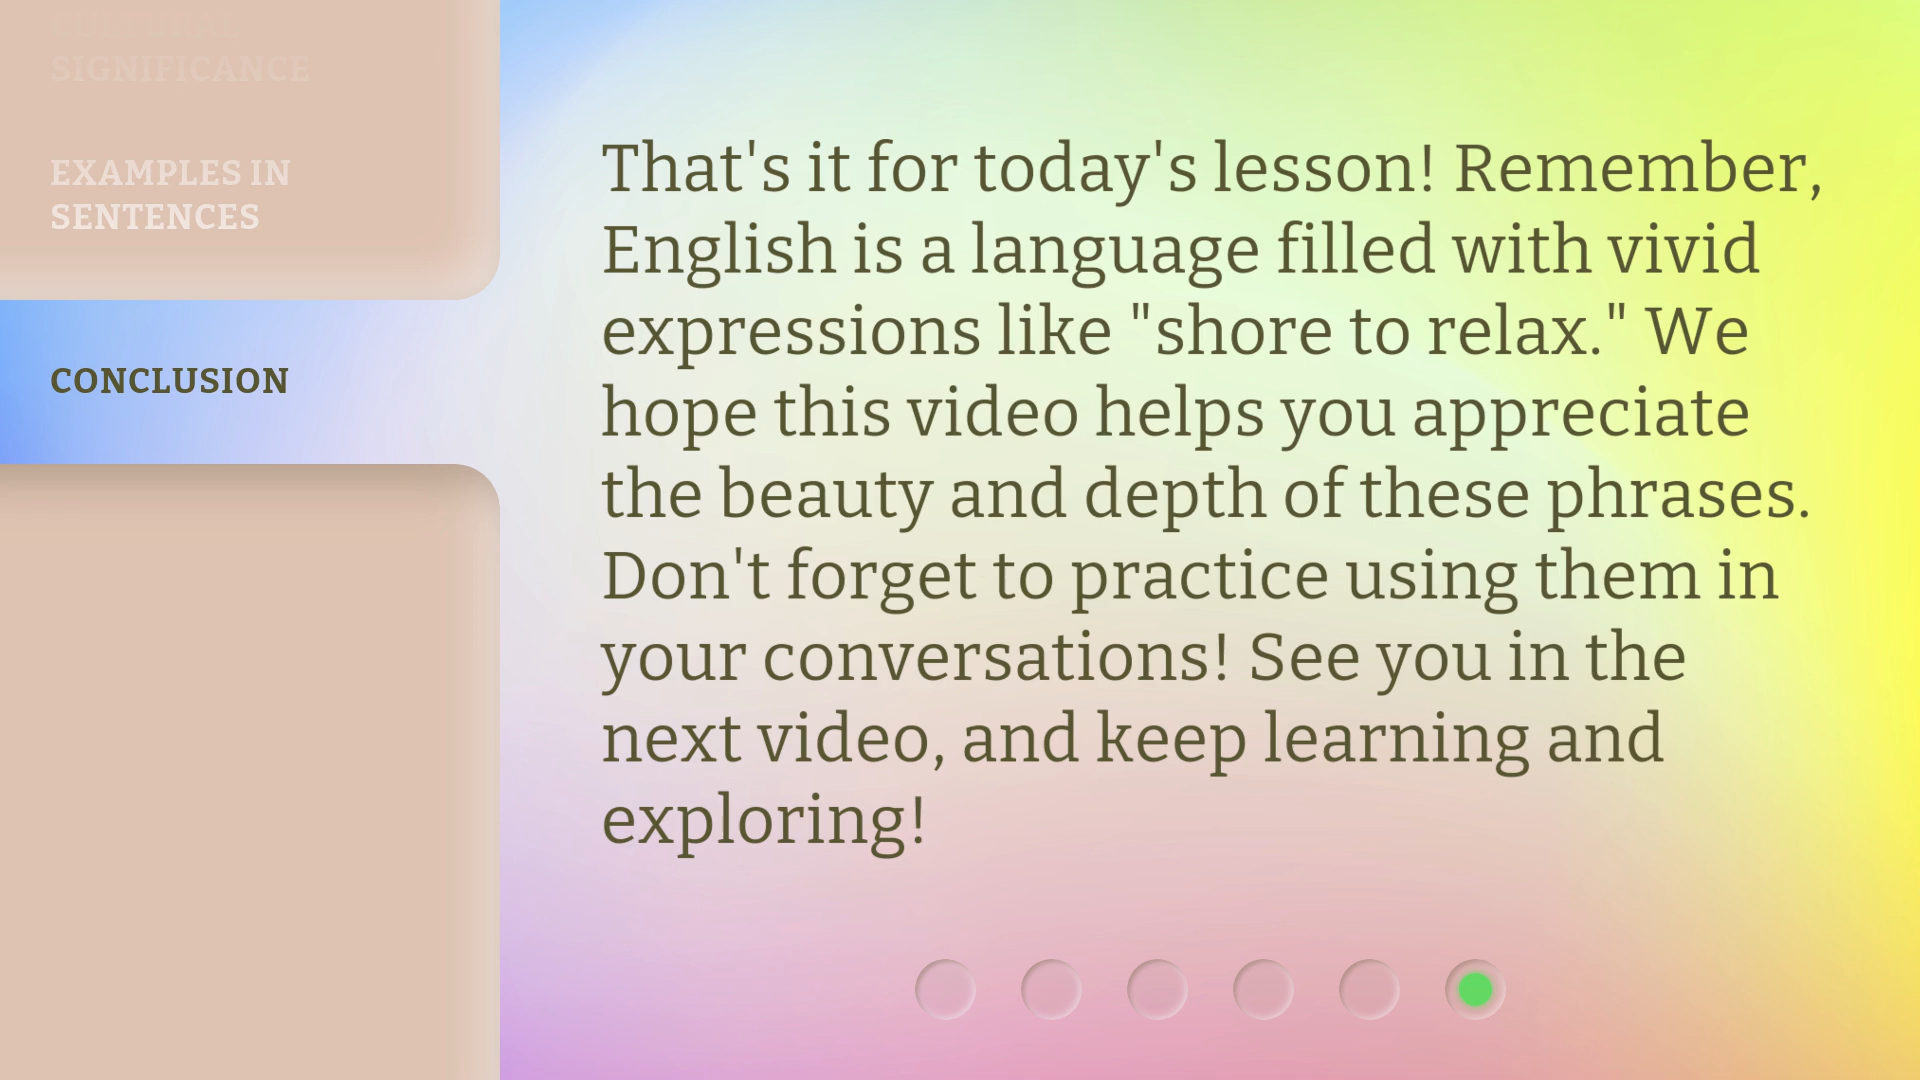 CULTURAL
SIGNIFICANCE
EXAMPLES IN
SENTENCES
CONCLUSION
That's it for today's lesson! Remember,
English is a language filled with vivid
expressions like "shore to relax." We
hope this video helps you appreciate
the beauty and depth of these phrases.
Don't forget to practice using them in
your conversations! See you in the
next video, and keep learning and
exploring!